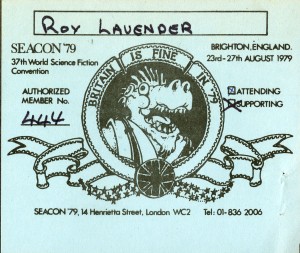 ROY LAVENDER
SEACON '79
37th World Science Fiction
Convention
BRIGHTON, ENGLAND.
23rd-27th AUGUST 1979
AUTHORIZED
MEMBER No.
444
ATTENDING
SUPPORTING
BRITAIN IS FINE IN '79
SEACON '79, 14 Henrietta Street, London WC2 Tel: 01-836 2006